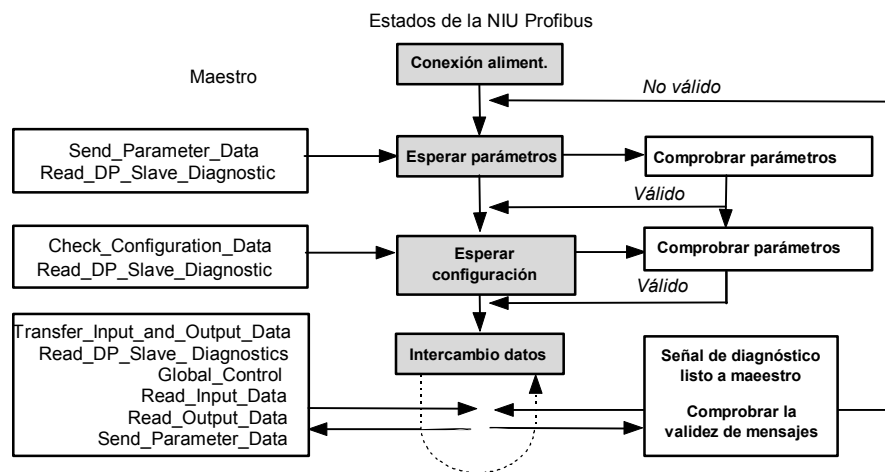 Estados de la NIU Profibus
Conexión aliment.
Maestro
No válido
Send_Parameter_Data
Read_DP_Slave_Diagnostic
Esperar parámetros
Comprobrar parámetros
Válido
Check_Configuration_Data
Read_DP_Slave_Diagnostic
Esperar
configuración
Comprobrar parámetros
Válido
Transfer_Input_and_Output_Data
Read_DP_Slave_ Diagnostics
Global_Control
Read_Input_Data
Read_Output_Data
Send_Parameter_Data
Intercambio datos
Señal de diagnóstico
listo a maeestro
Comprobar la
validez de mensajes